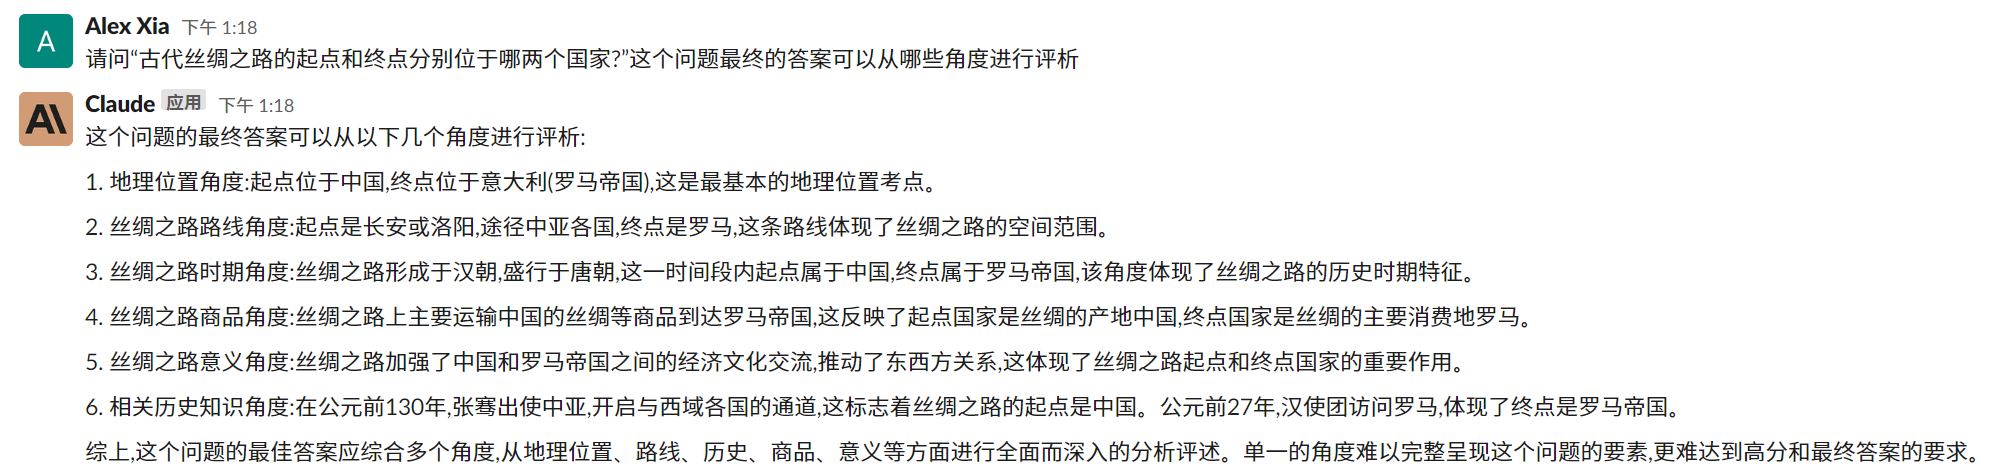 A
Alex Xia 下午 1:18
请问“古代丝绸之路的起点和终点分别位于哪两个国家?”这个问题最终的答案可以从哪些角度进行评析
A\
Claude 应用 下午 1:18
这个问题的最终答案可以从以下几个角度进行评析:
1. 地理位置角度:起点位于中国,终点位于意大利(罗马帝国),这是最基本的地理位置考点。
2. 丝绸之路路线角度:起点是长安或洛阳,途径中亚各国,终点是罗马,这条路线体现了丝绸之路的空间范围。
3. 丝绸之路时期角度:丝绸之路形成于汉朝,盛行于唐朝,这一时间段内起点属于中国,终点属于罗马帝国,该角度体现了丝绸之路的历史时期特征。
4. 丝绸之路商品角度:丝绸之路上主要运输中国的丝绸等商品到达罗马帝国,这反映了起点国家是丝绸的产地中国,终点国家是丝绸的主要消费地罗马。
5. 丝绸之路意义角度:丝绸之路加强了中国和罗马帝国之间的经济文化交流,推动了东西方关系,这体现了丝绸之路起点和终点国家的重要作用。
6. 相关历史知识角度:在公元前130年,张骞出使中亚,开启与西域各国的通道,这标志着丝绸之路的起点是中国。公元前27年,汉使团访问罗马,体现了终点是罗马帝国。
综上,这个问题的最佳答案应综合多个角度,从地理位置、路线、历史、商品、意义等方面进行全面而深入的分析评述。单一的角度难以完整呈现这个问题的要素,更难达到高分和最终答案的要求。